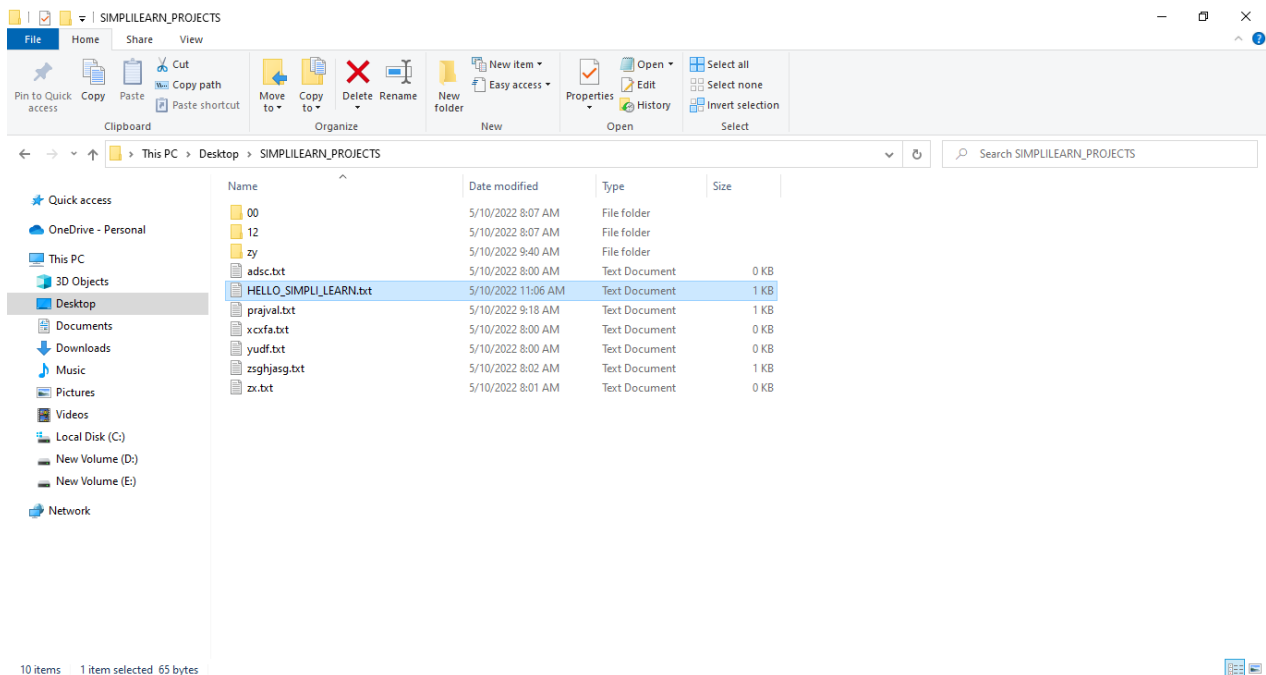 SIMPLILEARN_PROJECTS
File Home Share View
Pin to Quick access
Copy
Paste
Cut
Copy path
Paste shortcut
Clipboard
Move to
Copy to
Delete
Rename
Organize
New folder
New item
Easy access
New
Properties
Open
Edit
History
Open
Select all
Select none
Invert selection
Select
This PC > Desktop > SIMPLILEARN_PROJECTS
Search SIMPLILEARN_PROJECTS
Quick access
OneDrive - Personal
This PC
3D Objects
Desktop
Documents
Downloads
Music
Pictures
Videos
Local Disk (C:)
New Volume (D:)
New Volume (E:)
Network
Name Date modified Type Size
00 5/10/2022 8:07 AM File folder
12 5/10/2022 8:07 AM File folder
zy 5/10/2022 9:40 AM File folder
adsc.txt 5/10/2022 8:00 AM Text Document 0 KB
HELLO_SIMPLI_LEARN.txt 5/10/2022 11:06 AM Text Document 1 KB
prajval.txt 5/10/2022 9:18 AM Text Document 1 KB
xcxfa.txt 5/10/2022 8:00 AM Text Document 0 KB
yudf.txt 5/10/2022 8:00 AM Text Document 0 KB
zsghjasg.txt 5/10/2022 8:02 AM Text Document 1 KB
zx.txt 5/10/2022 8:01 AM Text Document 0 KB
10 items 1 item selected 65 bytes